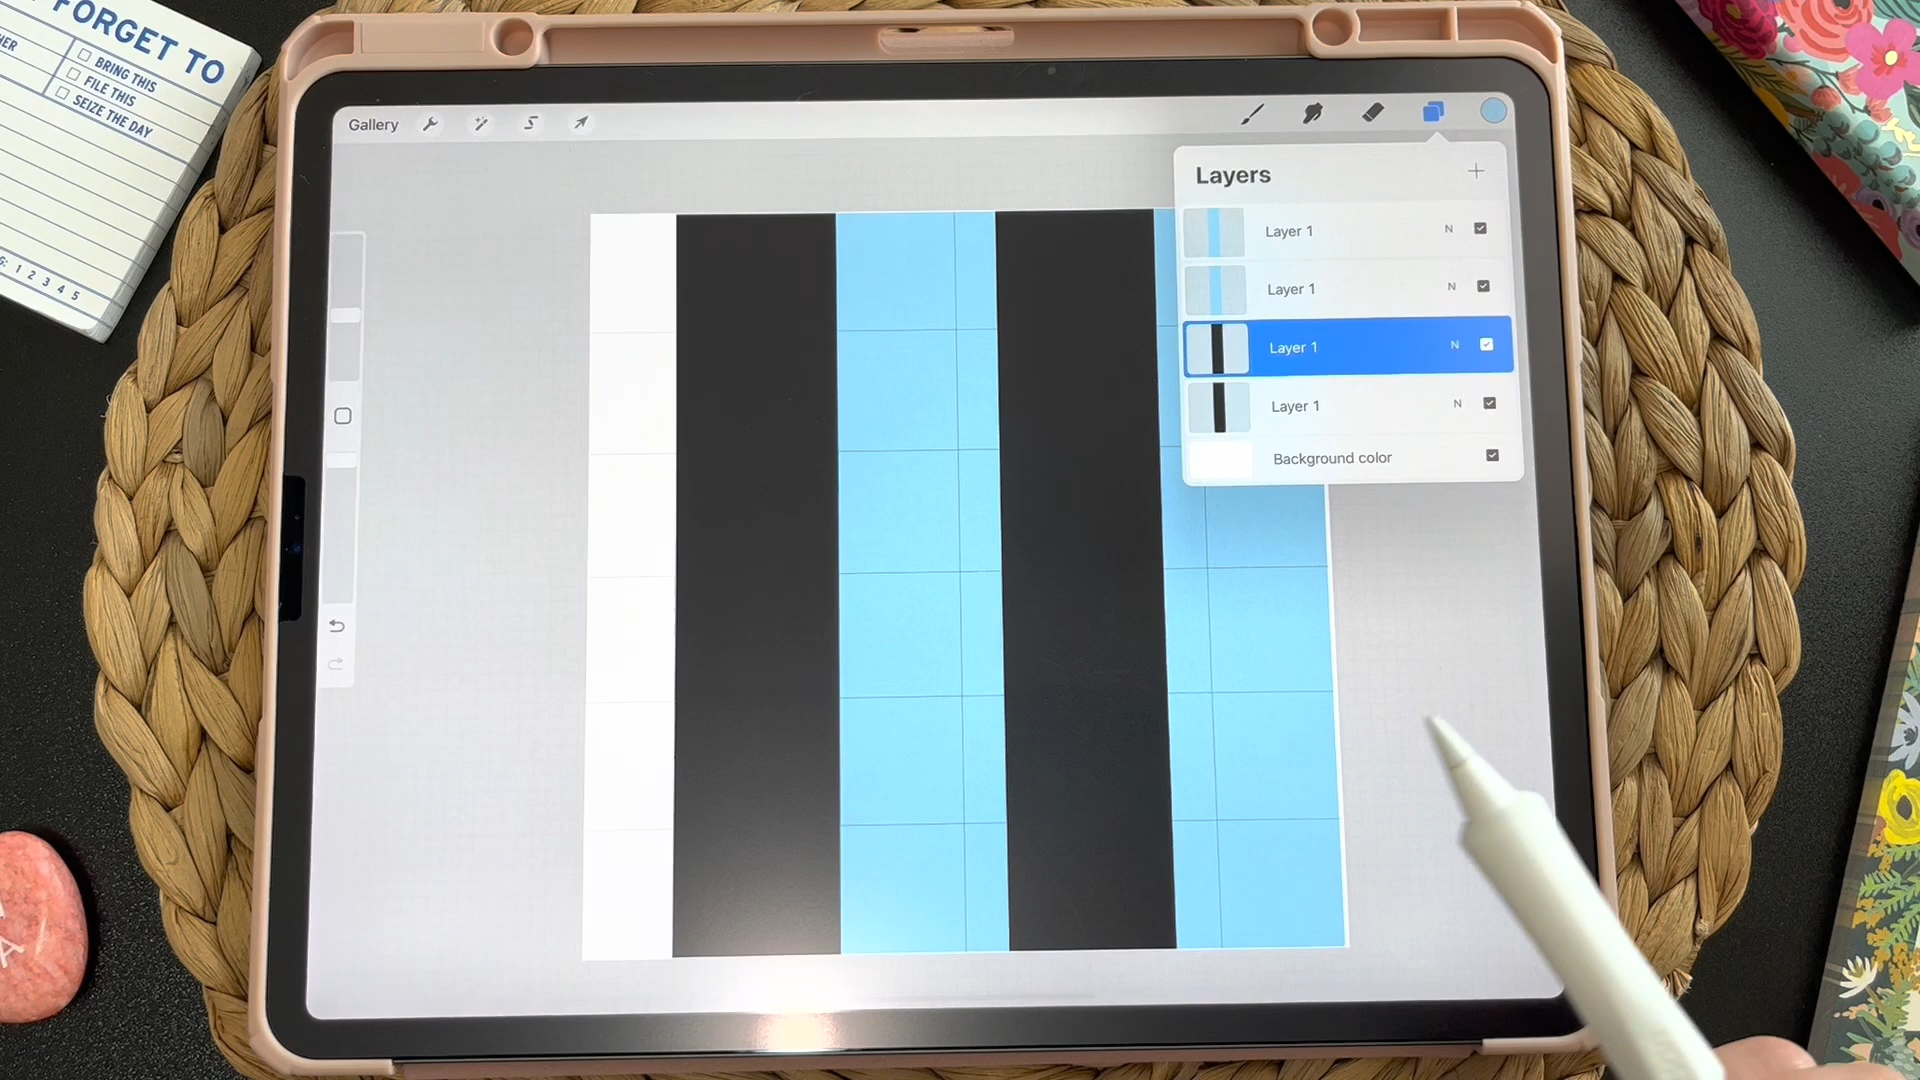 FORGET TO
BRING THIS
FILE THIS
SEIZE THE DAY
1 2 3 4 5
Gallery
Layers
Layer 1
N
Layer 1
N
Layer 1
N
Layer 1
N
Background color
A